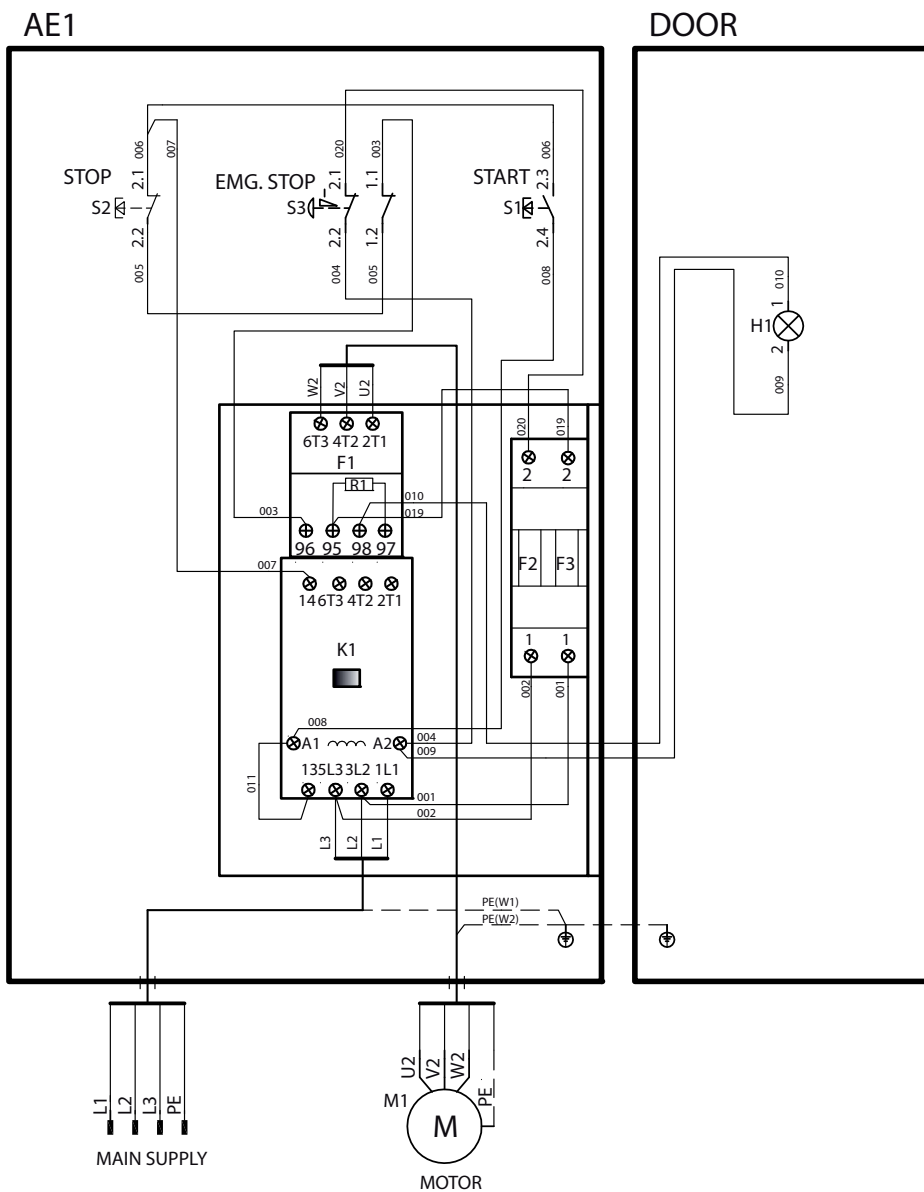 AE1
DOOR
006
007
020
003
006
STOP
2.1
EMG. STOP
2.1
1.1
START
2.3
S2
S3
S1
2.2
2.2
1.2
2.4
005
004
005
008
010
1
H1
2
009
W2
V2
U2
020
019
6T3 4T2 2T1
F1
2
2
R1
010
003
019
96 95 98 97
F2
F3
007
14 6T3 4T2 2T1
1
1
K1
002
001
008
A1
A2
004
009
011
13 5L3 3L2 1L1
001
002
L3
L2
L1
PE(W1)
PE(W2)
L1
L2
L3
PE
U2
V2
W2
PE
M1
M
MAIN SUPPLY
MOTOR